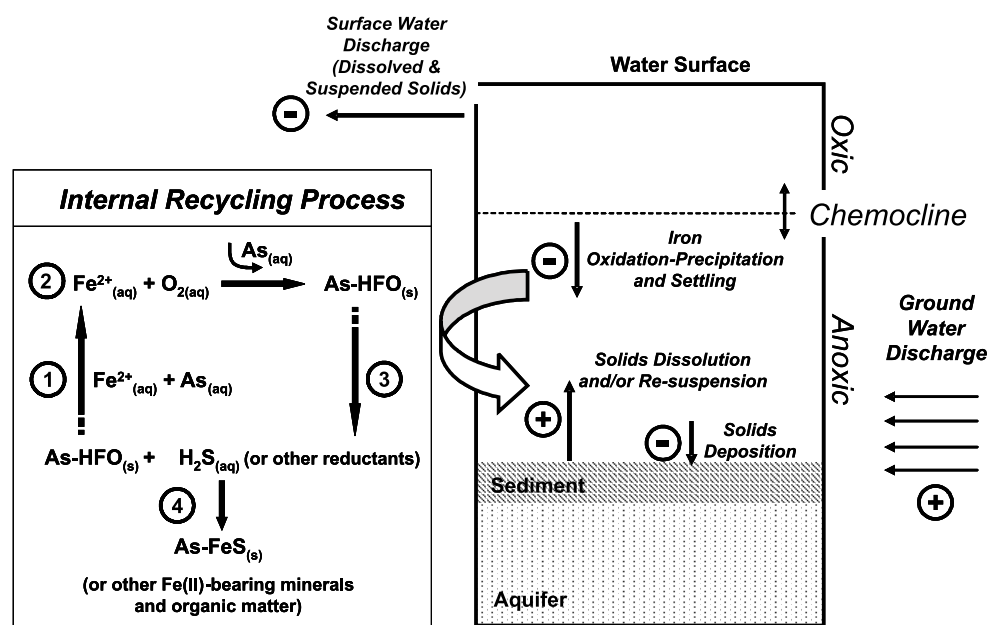 Surface Water
Discharge
(Dissolved &
Suspended Solids)
-
Water Surface
Oxic
Chemocline
Anoxic
Iron
Oxidation-Precipitation
and Settling
-
Solids Dissolution
and/or Re-suspension
+
-
Solids
Deposition
Sediment
Aquifer
Ground
Water
Discharge
+
Internal Recycling Process
As(aq)
2 Fe2+(aq) + O2(aq) As-HFO(s)
1 Fe2+(aq) + As(aq) 3
As-HFO(s) + H2S(aq) (or other reductants)
4
As-FeS(s)
(or other Fe(II)-bearing minerals
and organic matter)